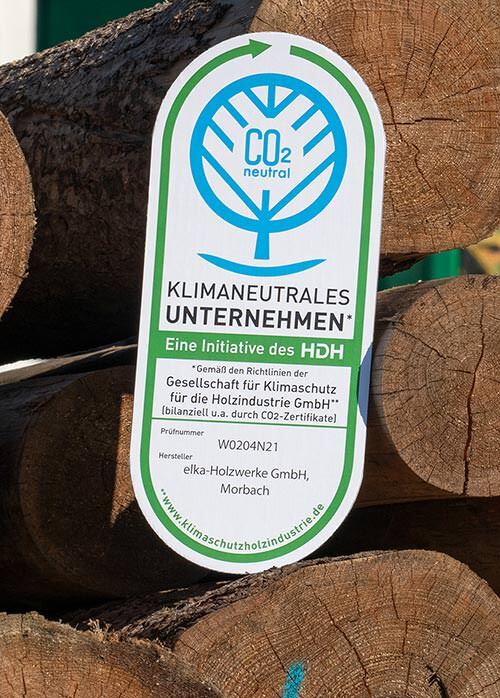 CO2
neutral
KLIMANEUTRALES
UNTERNEHMEN*
Eine Initiative des HDH
*Gemäß den Richtlinien der
Gesellschaft für Klimaschutz
für die Holzindustrie GmbH**
(bilanziell u.a. durch CO2-Zertifikate)
Prüfnummer
W0204N21
Hersteller
elka-Holzwerke GmbH,
Morbach
**www.klimaschutzholzindustrie.de